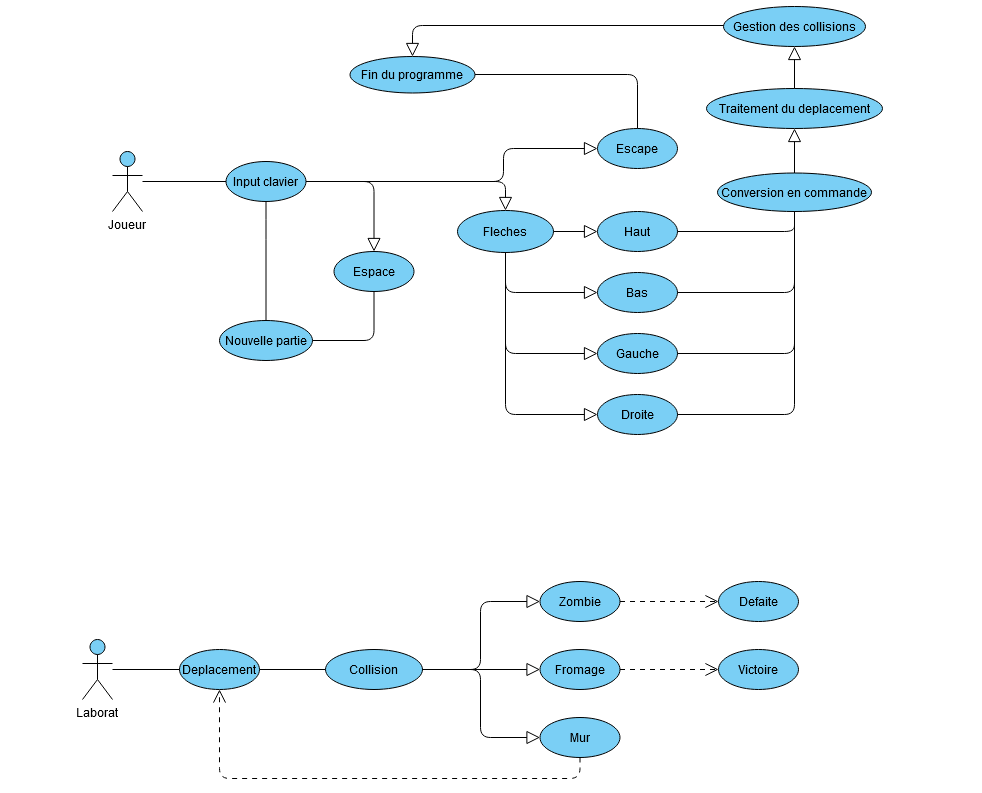 Gestion des collisions
Fin du programme
Traitement du deplacement
Escape
Input clavier
Conversion en commande
Joueur
Fleches
Haut
Espace
Bas
Nouvelle partie
Gauche
Droite
Zombie
Defaite
Deplacement
Collision
Fromage
Victoire
Laborat
Mur